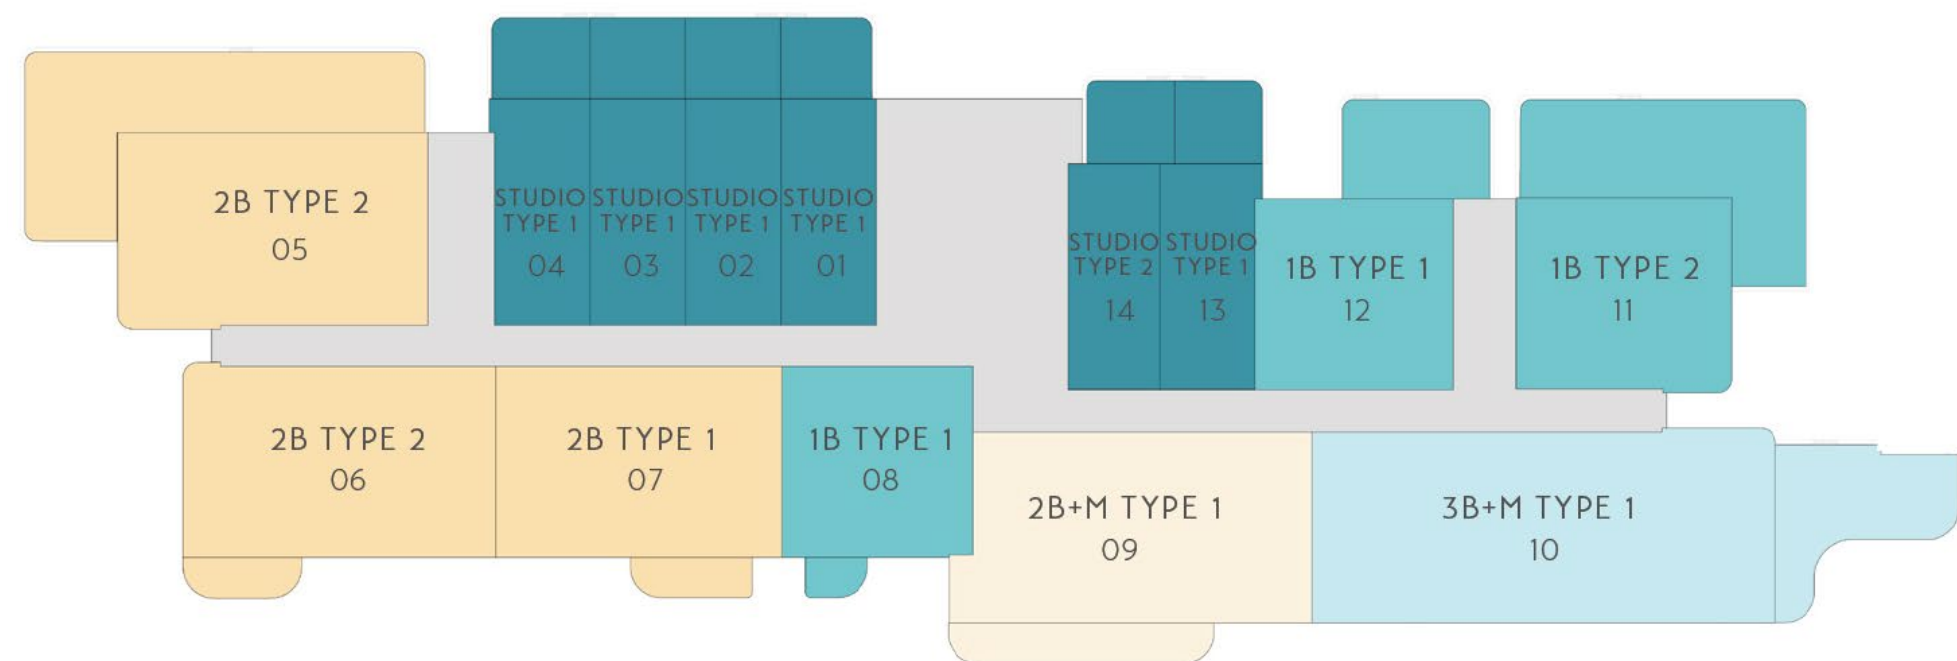 2B TYPE 2
05
STUDIO
TYPE 1
04
STUDIO
TYPE 1
03
STUDIO
TYPE 1
02
STUDIO
TYPE 1
01
STUDIO
TYPE 2
14
STUDIO
TYPE 1
13
1B TYPE 1
12
1B TYPE 2
11
2B TYPE 2
06
2B TYPE 1
07
1B TYPE 1
08
2B+M TYPE 1
09
3B+M TYPE 1
10